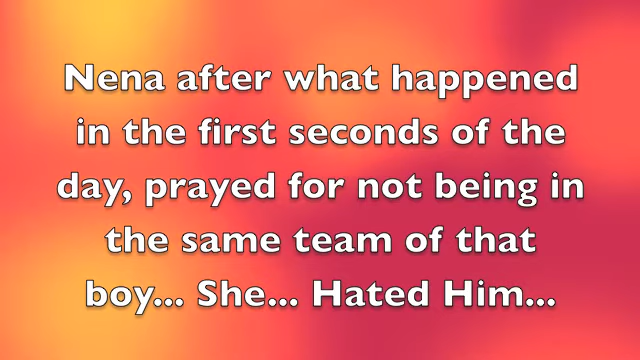 Nena after what happened
in the first seconds of the
day, prayed for not being in
the same team of that
boy... She... Hated Him...